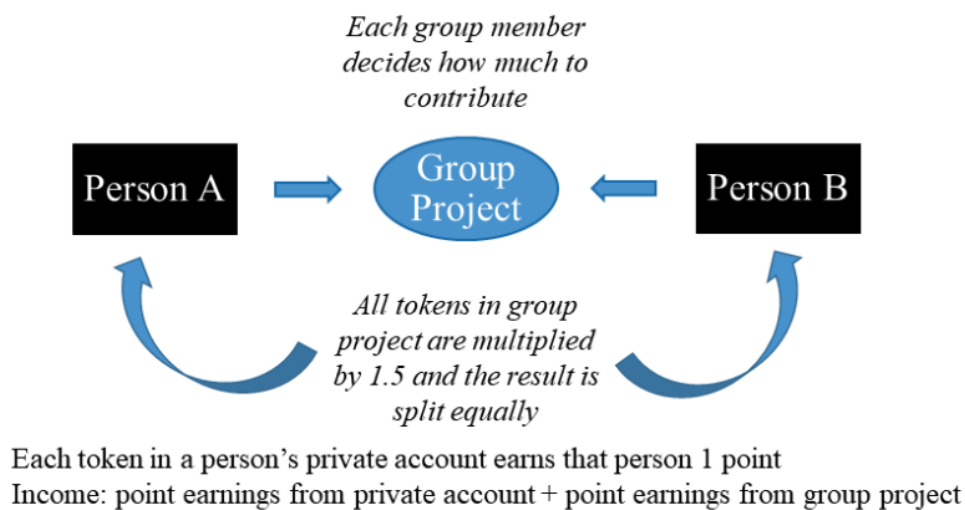 Each group member
decides how much to
contribute
Person A
Group
Project
Person B
All tokens in group
project are multiplied
by 1.5 and the result is
split equally
Each token in a person's private account earns that person 1 point
Income: point earnings from private account + point earnings from group project